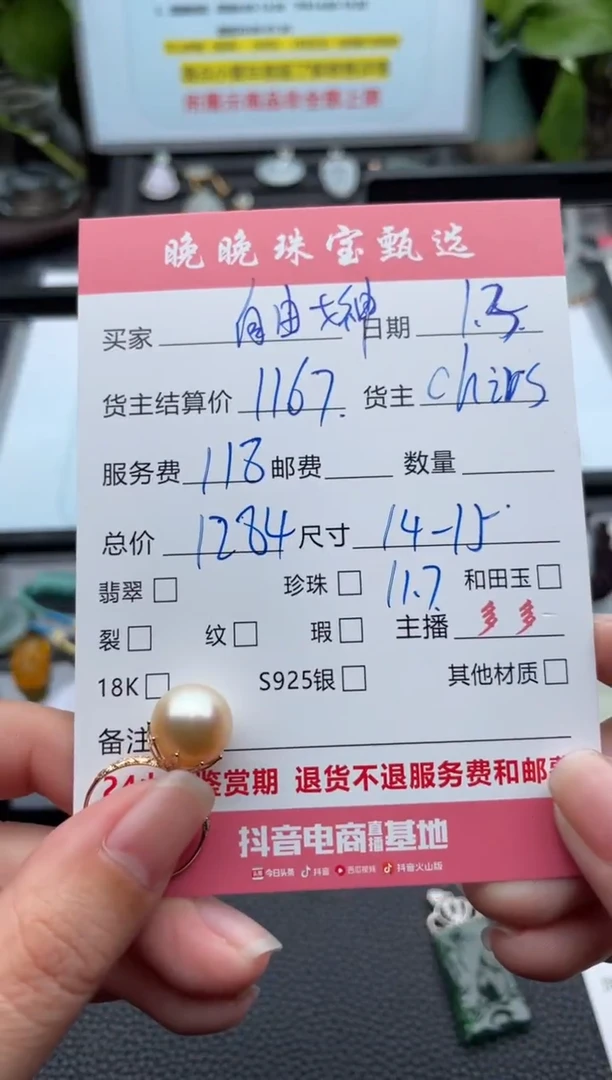 晚晚珠宝甄选
买家 自由女神 日期 1.3
货主结算价 1167. 货主 chips
服务费 118 邮费 数量
总价 1284 尺寸 14-15
翡翠 珍珠 11.7 和田玉
裂 纹 瑕 主播 多多
18K S925银 其他材质
备注
鉴赏期 退货不退服务费和邮
抖音电商直播基地
今日头条 抖音 西瓜视频 抖音火山版